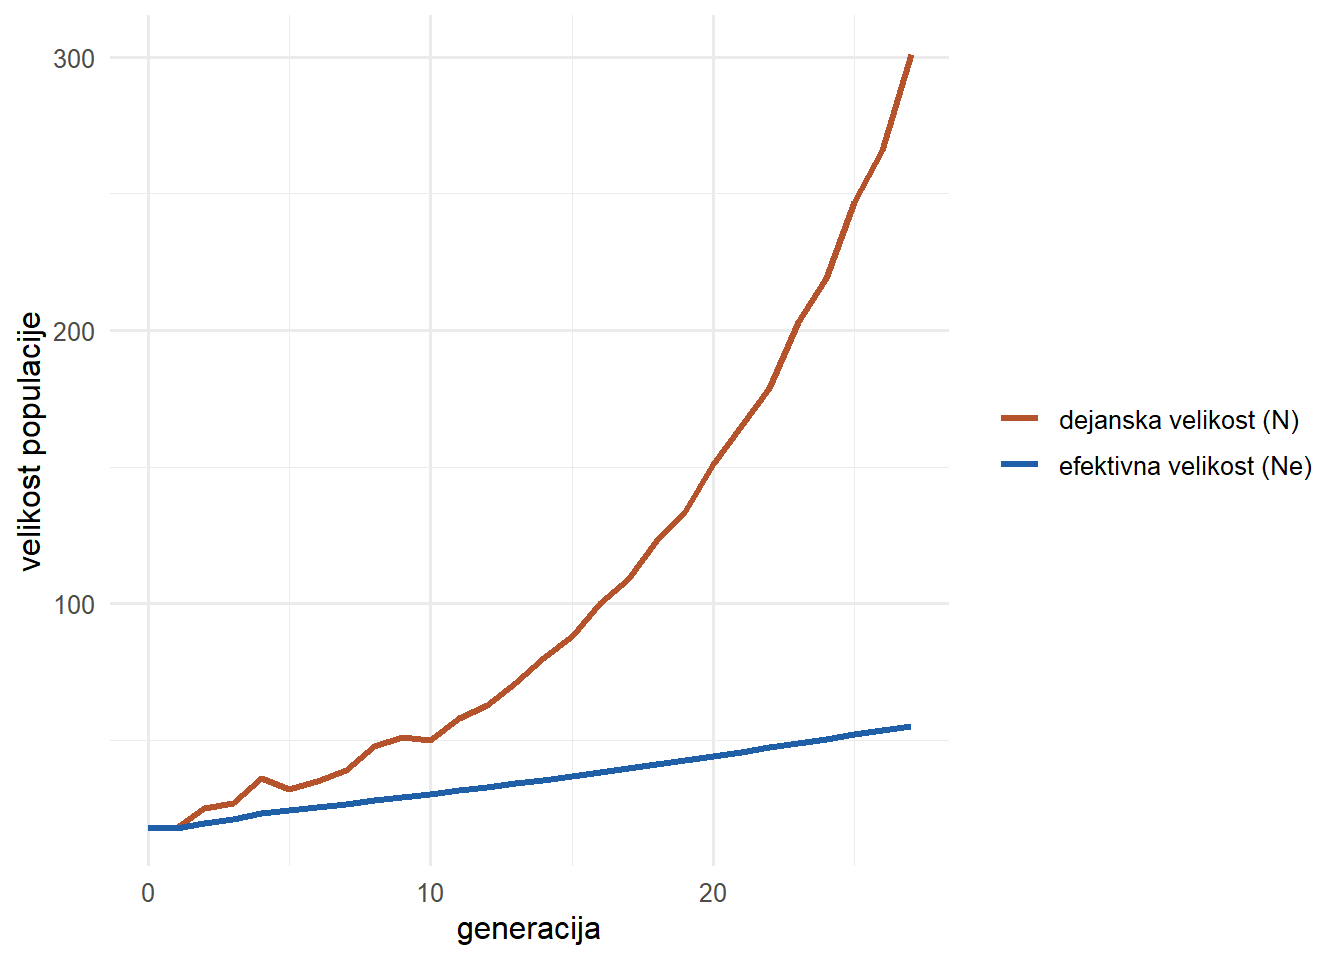 300
200
100
velikost populacije
0
10
20
generacija
dejanska velikost (N)
efektivna velikost (Ne)